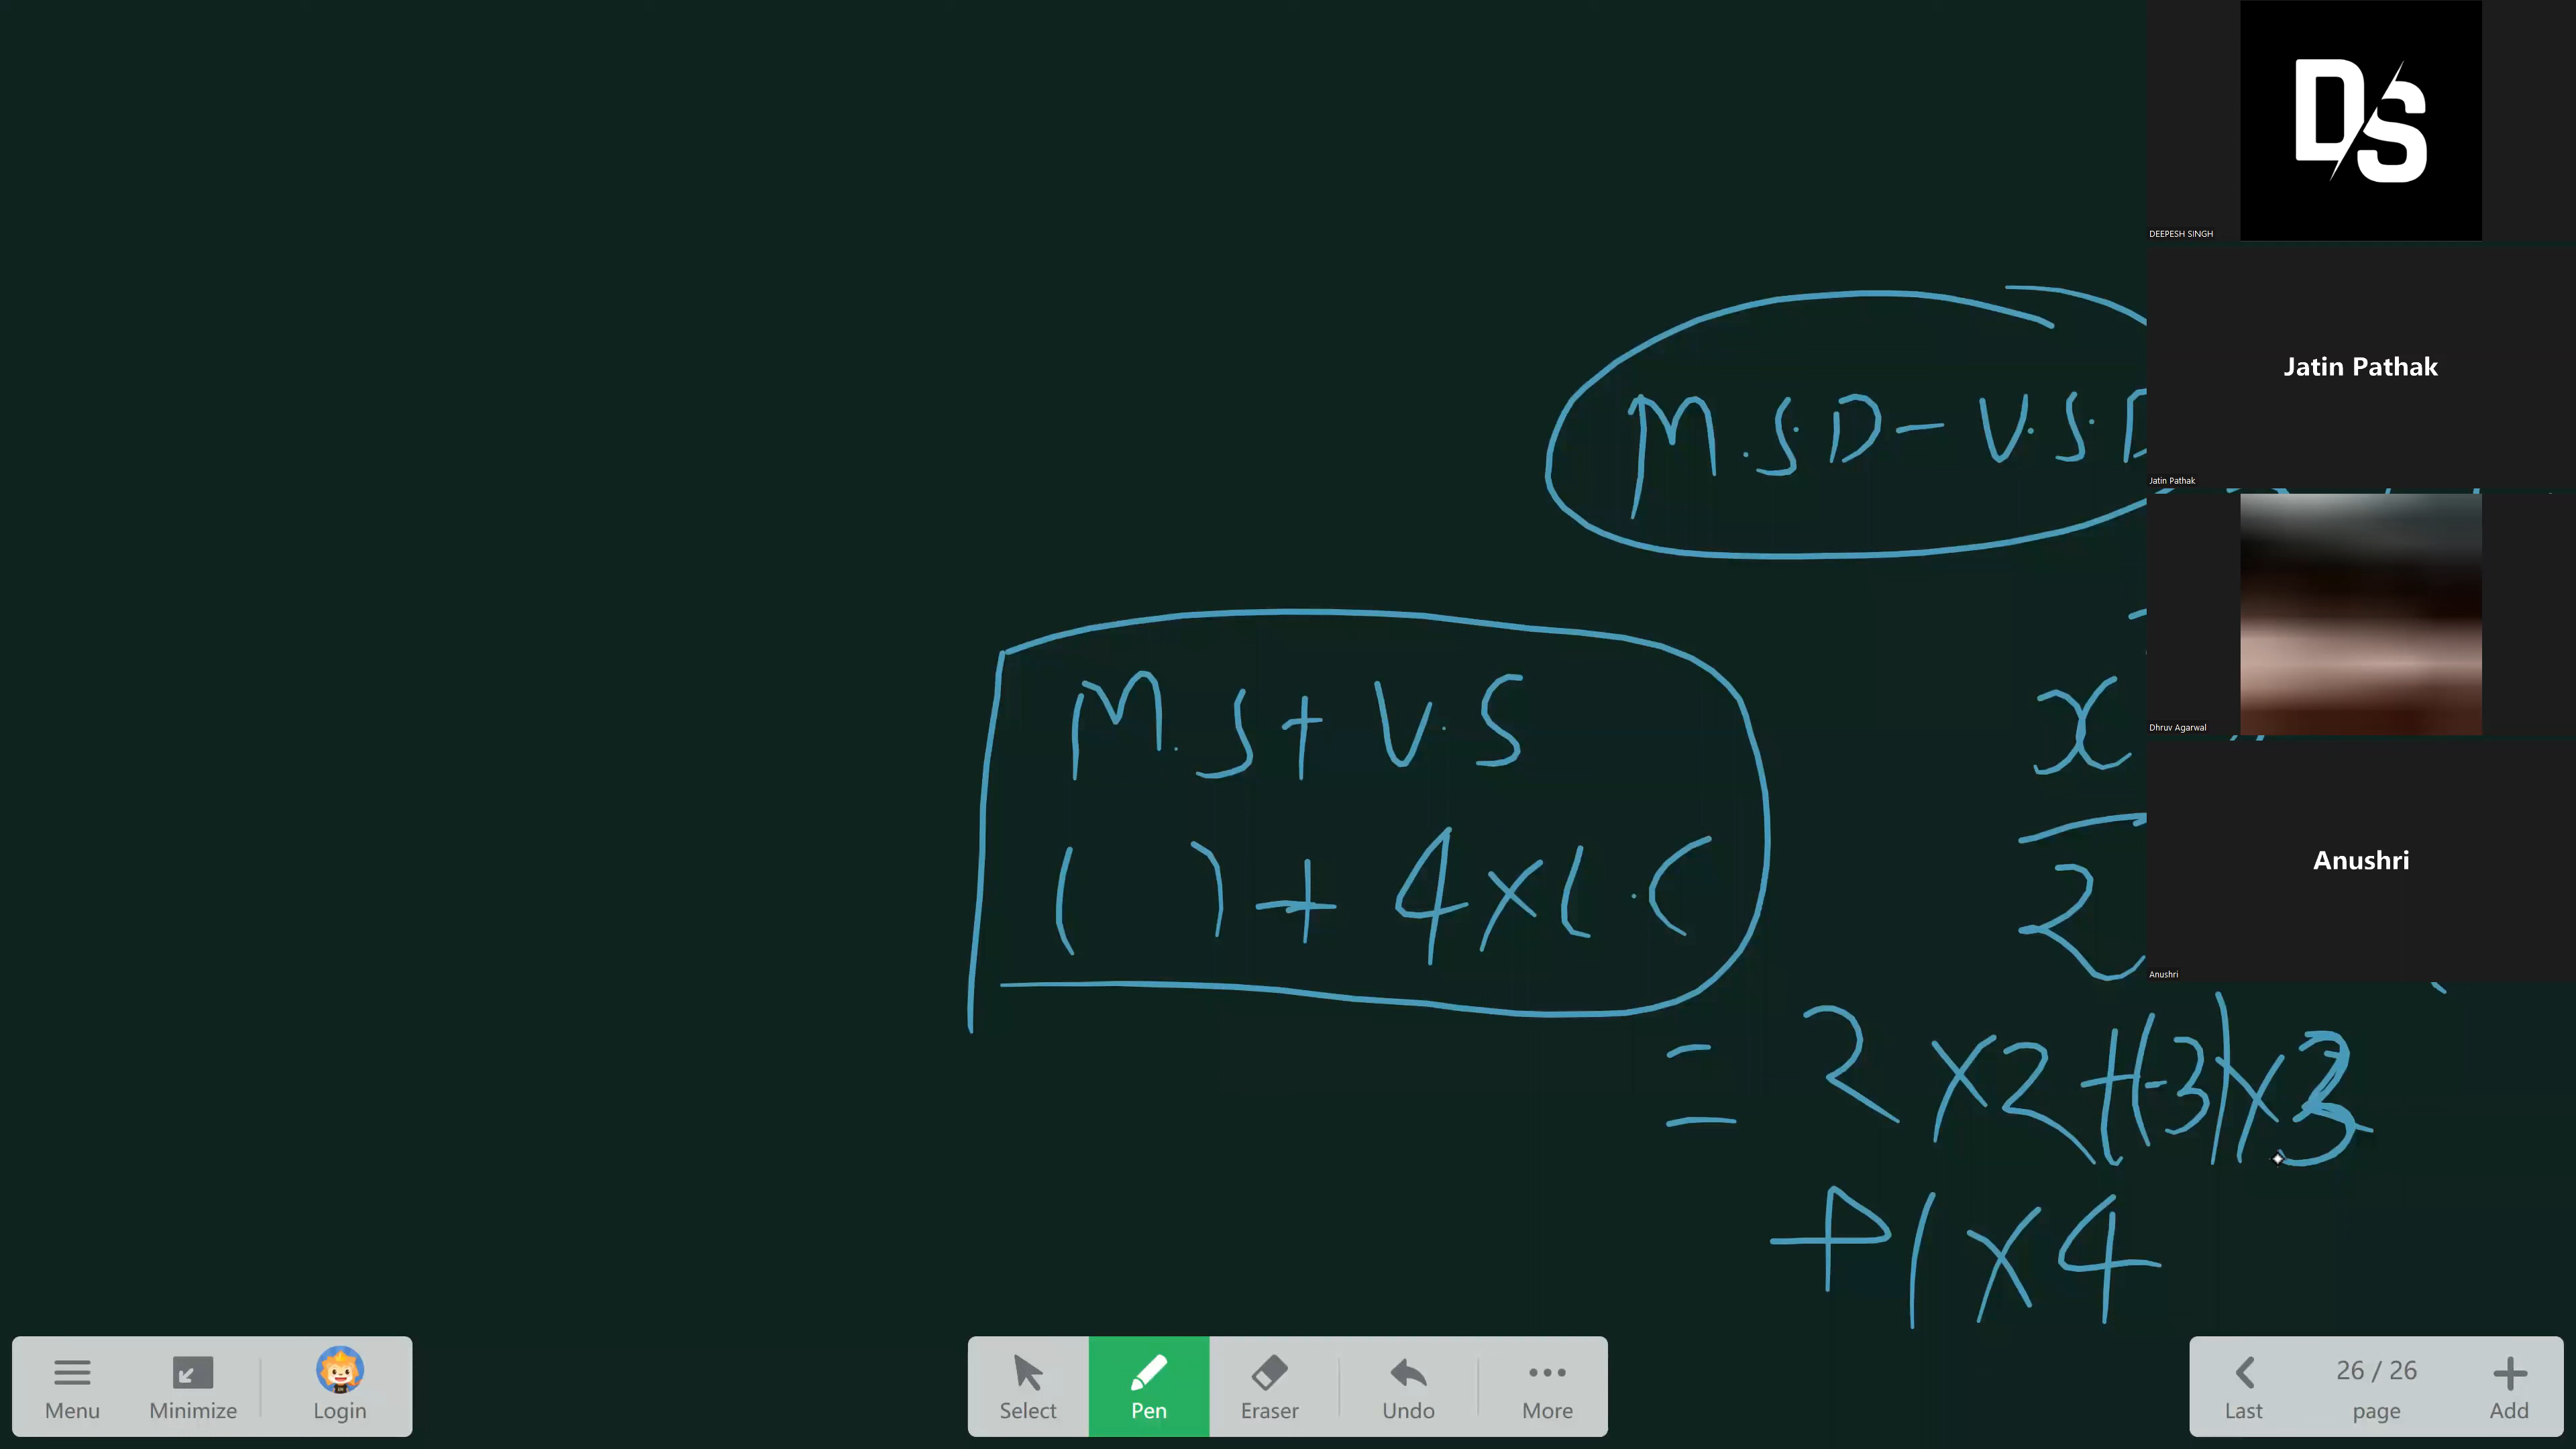 DS
DEEPESH SINGH
Jatin Pathak
M.S.D - V.S.D
Jatin Pathak
M.S + V.S
x
Dhruv Agarwal
( ) + 4 x L.C
2
Anushri
Anushri
= 2 x 2 + (-3) x 3
+ 1 x 4
Menu
Minimize
Login
Select
Pen
Eraser
Undo
More
Last
26 / 26
page
Add